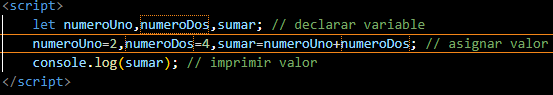 <script>
let numeroUno,numeroDos,sumar; // declarar variable
numeroUno=2,numeroDos=4,sumar=numeroUno+numeroDos; // asignar valor
console.log(sumar); // imprimir valor
</script>